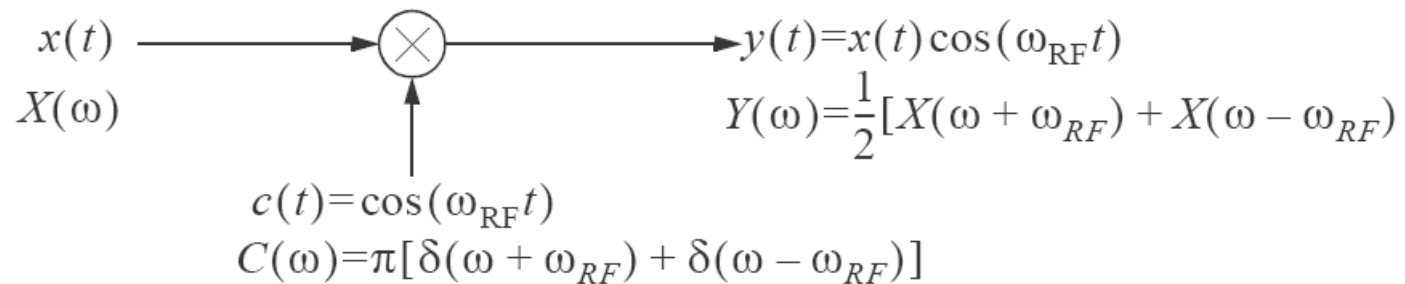 x(t)
y(t)=x(t)cos(ω_RF t)
X(ω)
Y(ω)=1/2[X(ω + ω_RF) + X(ω – ω_RF)
c(t)=cos(ω_RF t)
C(ω)=π[δ(ω + ω_RF) + δ(ω – ω_RF)]